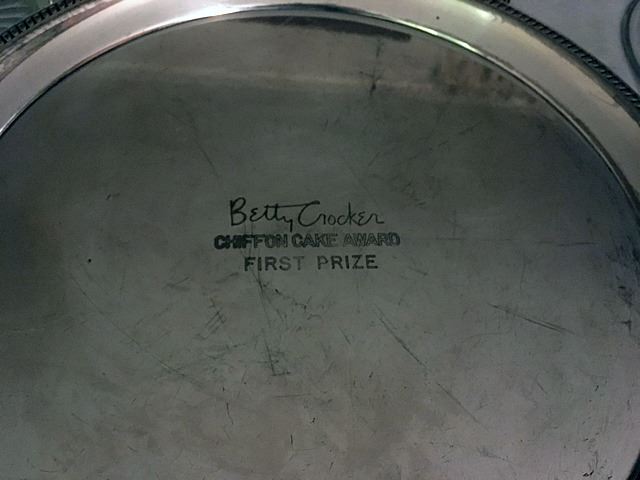 Betty Crocker
CHIFFON CAKE AWARD
FIRST PRIZE